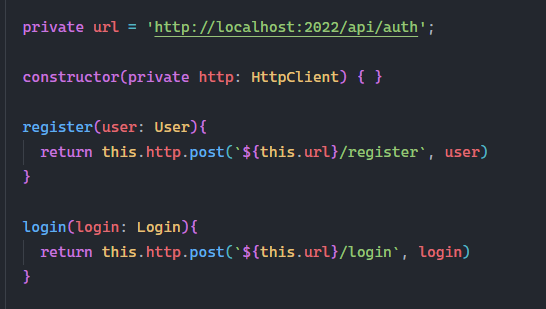 private url = 'http://localhost:2022/api/auth';
constructor(private http: HttpClient) { }
register(user: User){
return this.http.post(`${this.url}/register`, user)
}
login(login: Login){
return this.http.post(`${this.url}/login`, login)
}